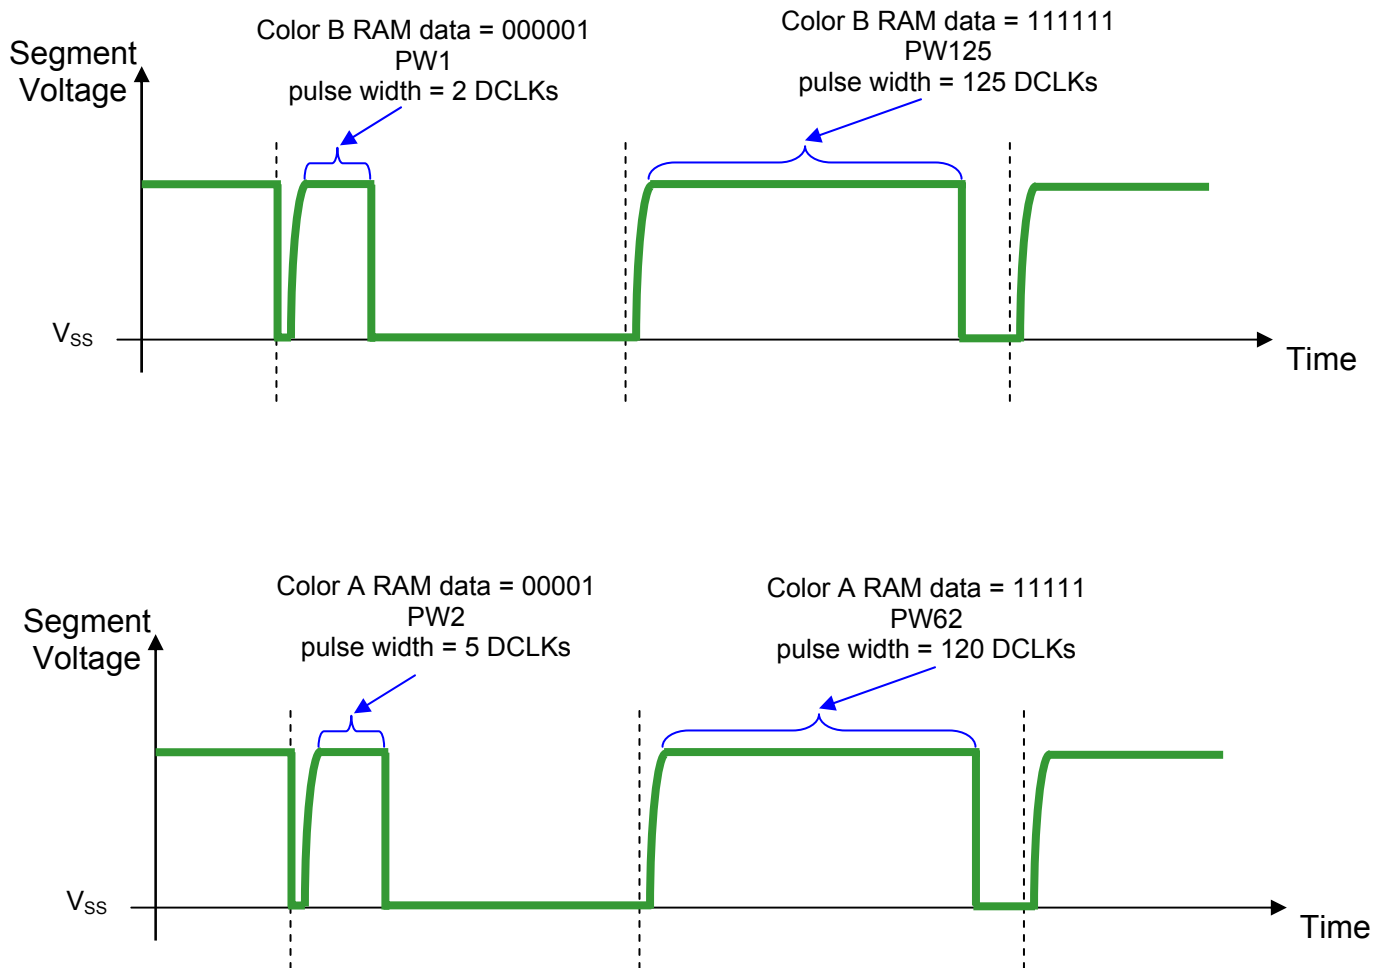 Color B RAM data = 000001
PW1
pulse width = 2 DCLKs
Color B RAM data = 111111
PW125
pulse width = 125 DCLKs
Segment
Voltage
VSS
Time
Color A RAM data = 00001
PW2
pulse width = 5 DCLKs
Color A RAM data = 11111
PW62
pulse width = 120 DCLKs
Segment
Voltage
VSS
Time